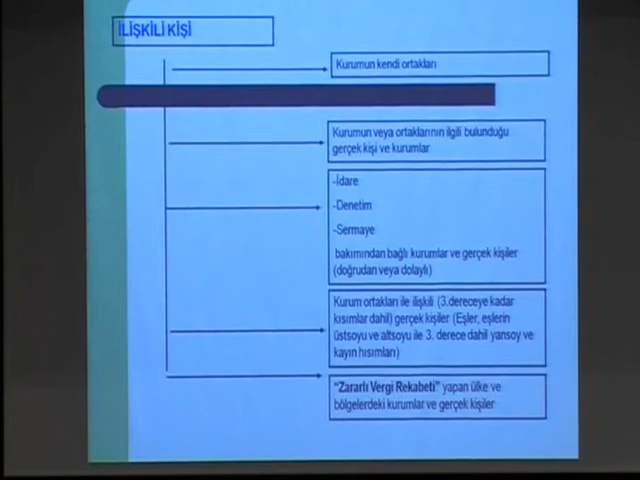 İLİŞKİLİ KİŞİ
Kurumun kendi ortakları
Kurumun veya ortaklarının ilgili bulunduğu
gerçek kişi ve kurumlar
-İdare
-Denetim
-Sermaye
bakımından bağlı kurumlar ve gerçek kişiler
(doğrudan veya dolaylı)
Kurum ortakları ile ilişkili (3.dereceye kadar
kısımlar dahil) gerçek kişiler (Eşler, eşlerin
üstsoyu ve altsoyu ile 3. derece dahil yansoy ve
kayın hısımları)
“Zararlı Vergi Rekabeti” yapan ülke ve
bölgelerdeki kurumlar ve gerçek kişiler